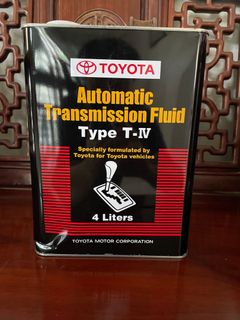 TOYOTA
Automatic
Transmission Fluid
Type T-IV
Specially formulated by
Toyota for Toyota vehicles
4 Liters
TOYOTA MOTOR CORPORATION